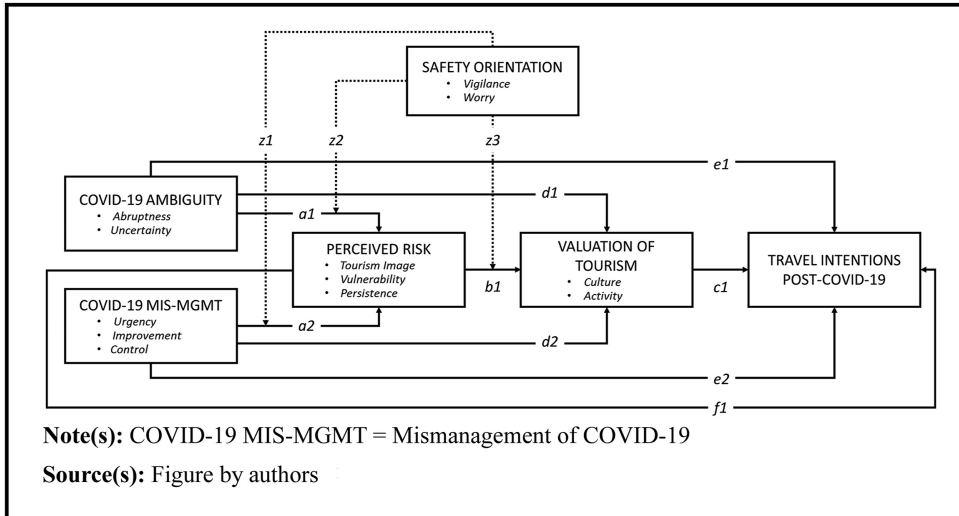 SAFETY ORIENTATION
• Vigilance
• Worry
z1
z2
z3
e1
COVID-19 AMBIGUITY
• Abruptness
• Uncertainty
d1
a1
PERCEIVED RISK
• Tourism Image
• Vulnerability
• Persistence
b1
VALUATION OF
TOURISM
• Culture
• Activity
c1
TRAVEL INTENTIONS
POST-COVID-19
COVID-19 MIS-MGMT
• Urgency
• Improvement
• Control
a2
d2
e2
f1
Note(s): COVID-19 MIS-MGMT = Mismanagement of COVID-19
Source(s): Figure by authors